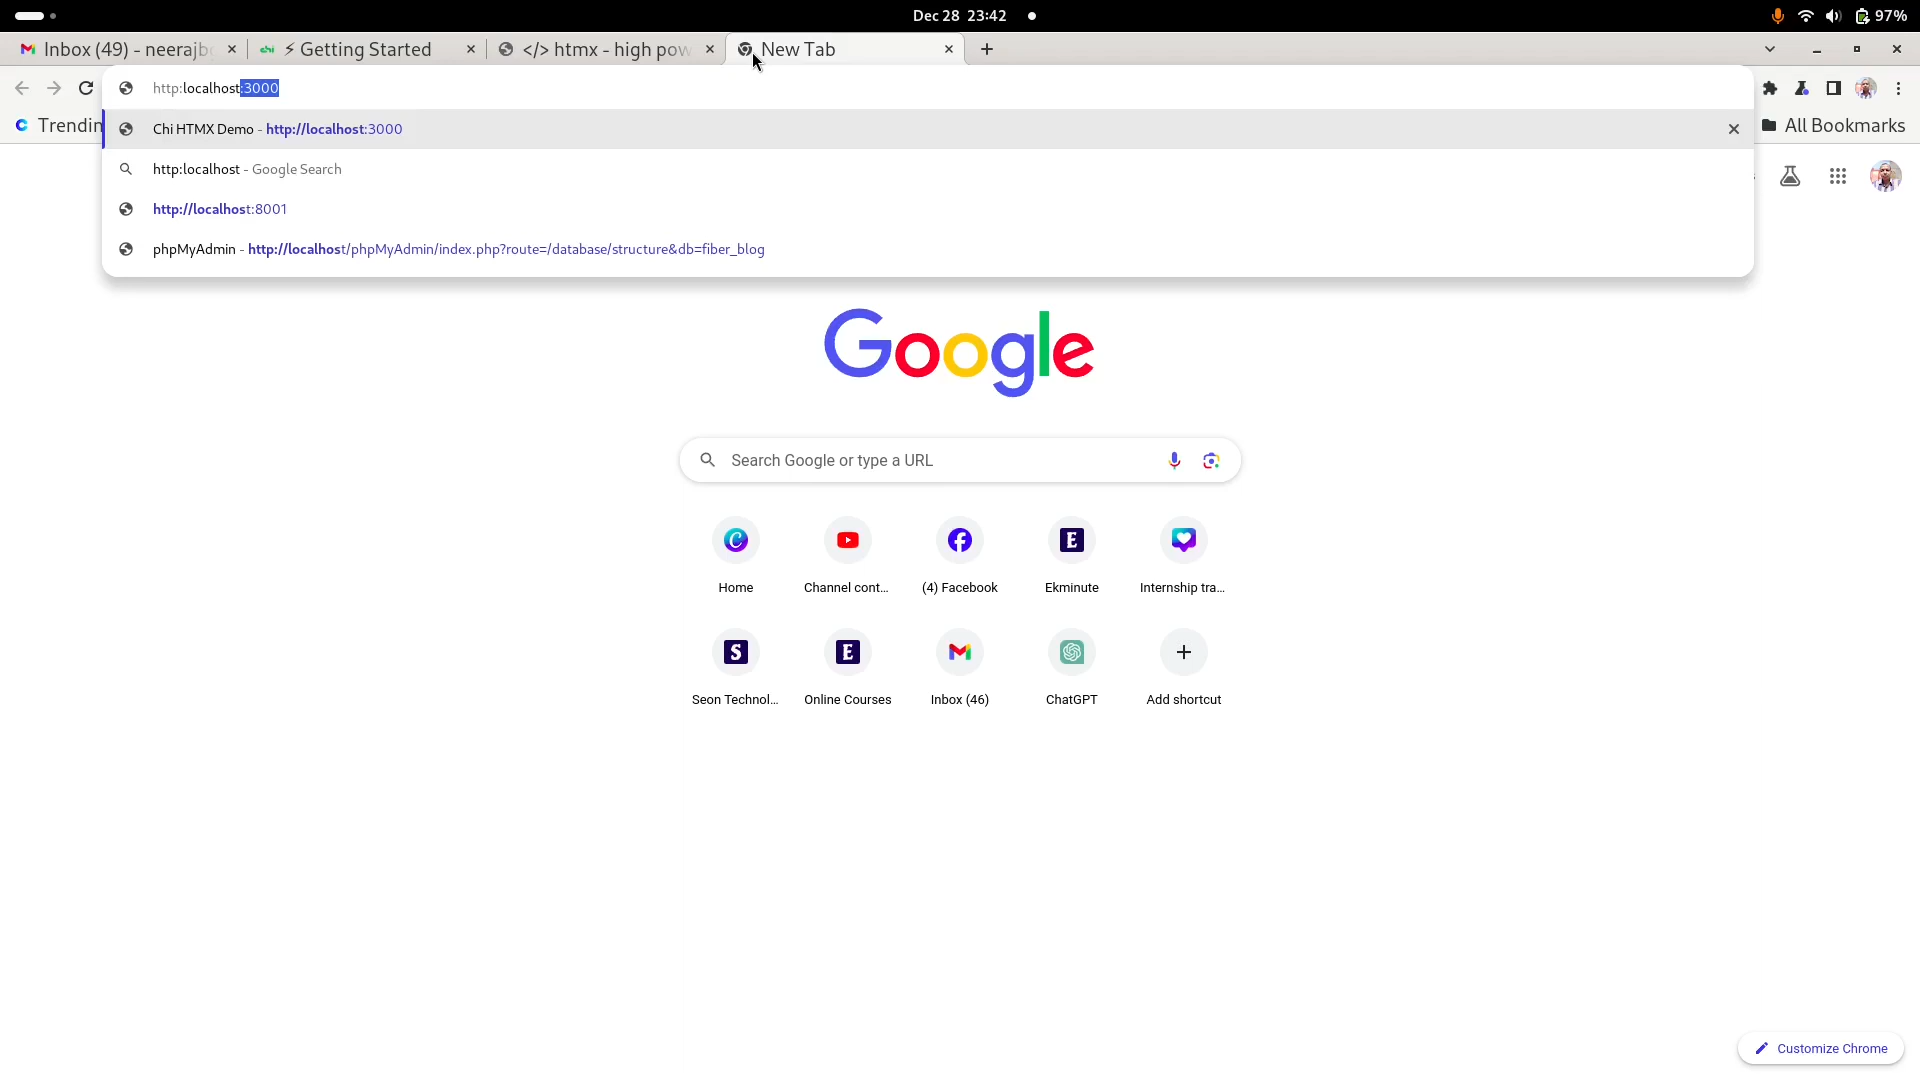 Dec 28 23:42
97%
Inbox (49) - neerajb
⚡ Getting Started
</> htmx - high pow
New Tab
http:localhost:3000
Trendin
All Bookmarks
Chi HTMX Demo - http://localhost:3000
http:localhost - Google Search
http://localhost:8001
phpMyAdmin - http://localhost/phpMyAdmin/index.php?route=/database/structure&db=fiber_blog
Google
Search Google or type a URL
Home
Channel cont...
(4) Facebook
Ekminute
Internship tra...
Seon Technol...
Online Courses
Inbox (46)
ChatGPT
Add shortcut
Customize Chrome